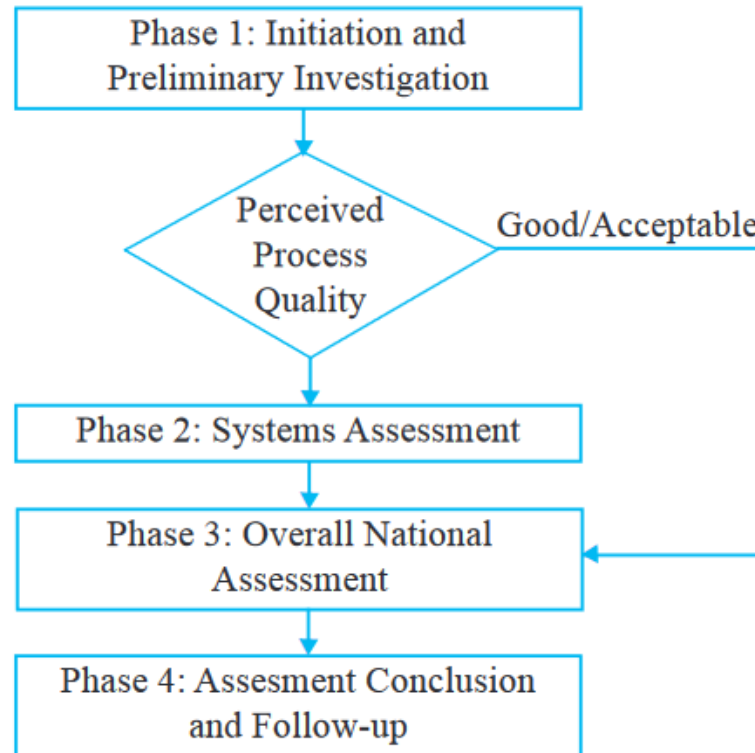 Phase 1: Initiation and
Preliminary Investigation
Perceived
Process
Quality
Good/Acceptable
Phase 2: Systems Assessment
Phase 3: Overall National
Assessment
Phase 4: Assesment Conclusion
and Follow-up